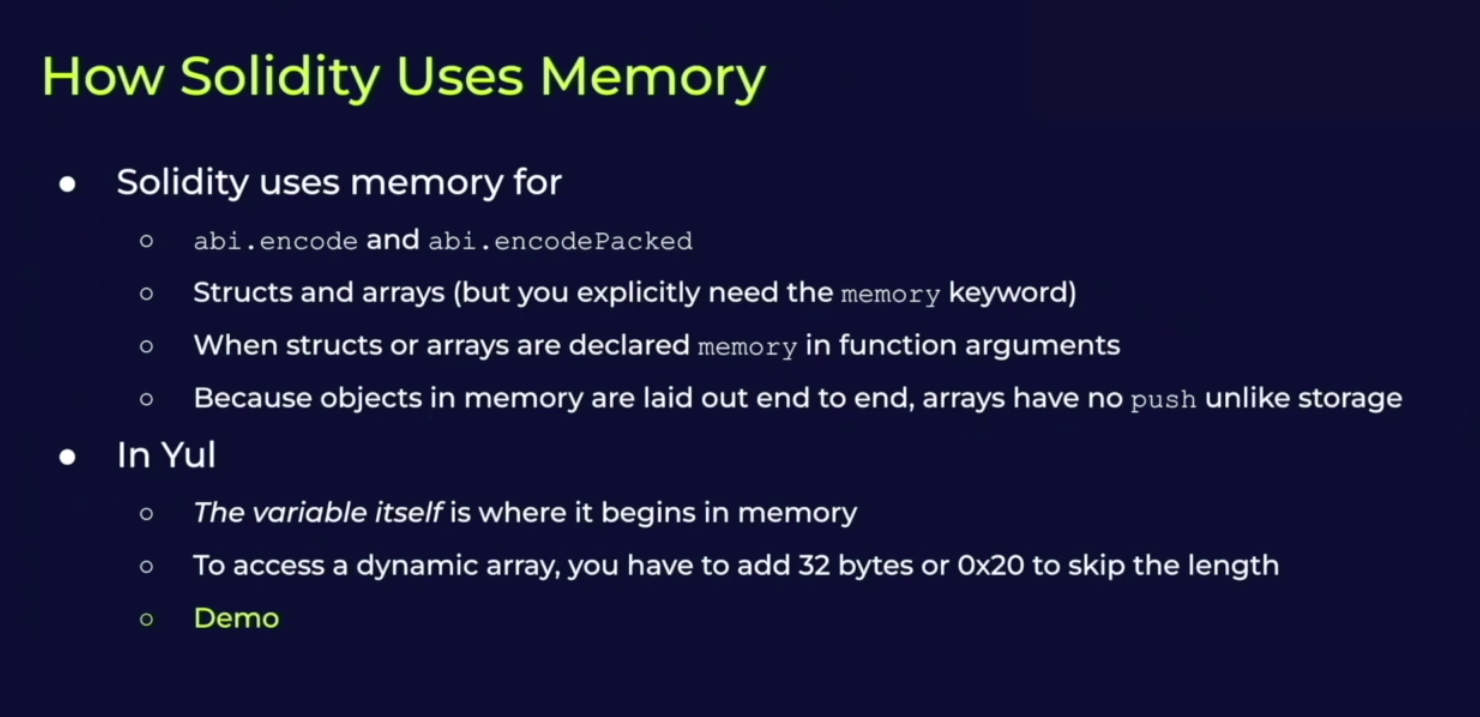 How Solidity Uses Memory
● Solidity uses memory for
○ abi.encode and abi.encodePacked
○ Structs and arrays (but you explicitly need the memory keyword)
○ When structs or arrays are declared memory in function arguments
○ Because objects in memory are laid out end to end, arrays have no push unlike storage
● In Yul
○ The variable itself is where it begins in memory
○ To access a dynamic array, you have to add 32 bytes or 0x20 to skip the length
○ Demo